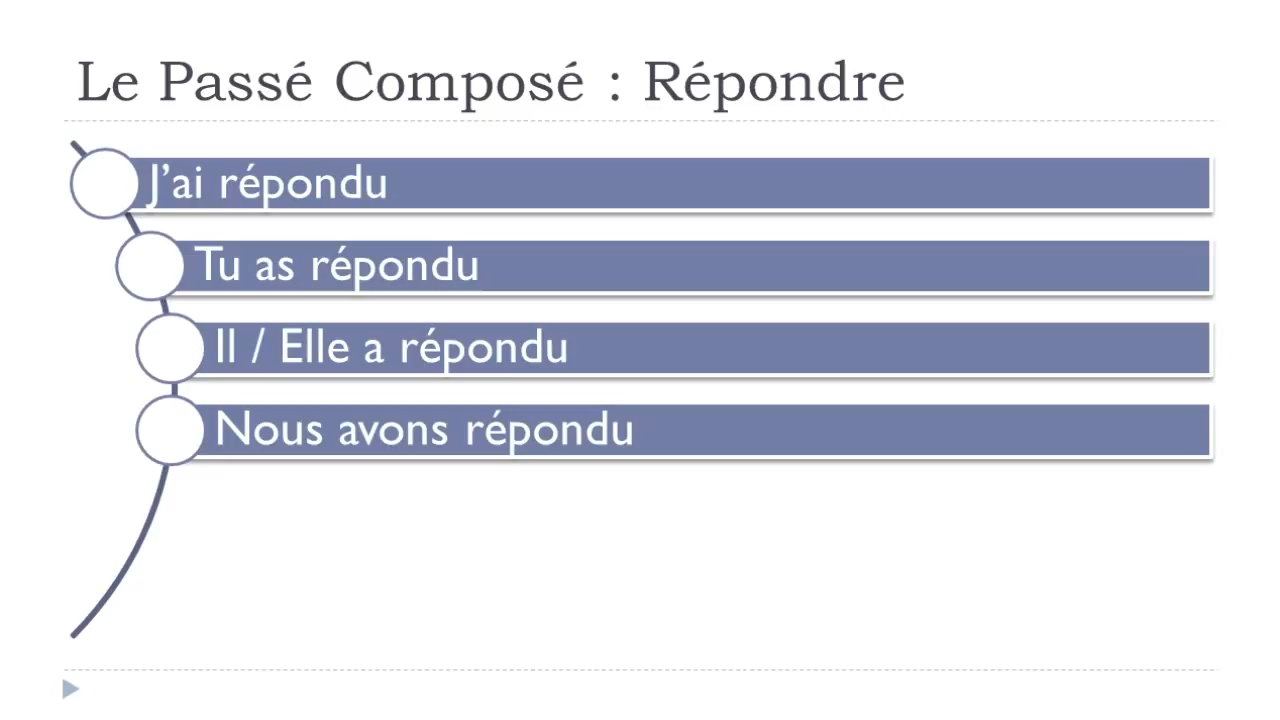 Le Passé Composé : Répondre
J’ai répondu
Tu as répondu
Il / Elle a répondu
Nous avons répondu